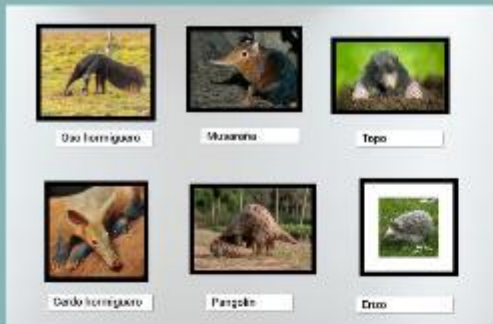 Oso hormiguero
Musaraña
Topo
Cerdo hormiguero
Pangolín
Erizo